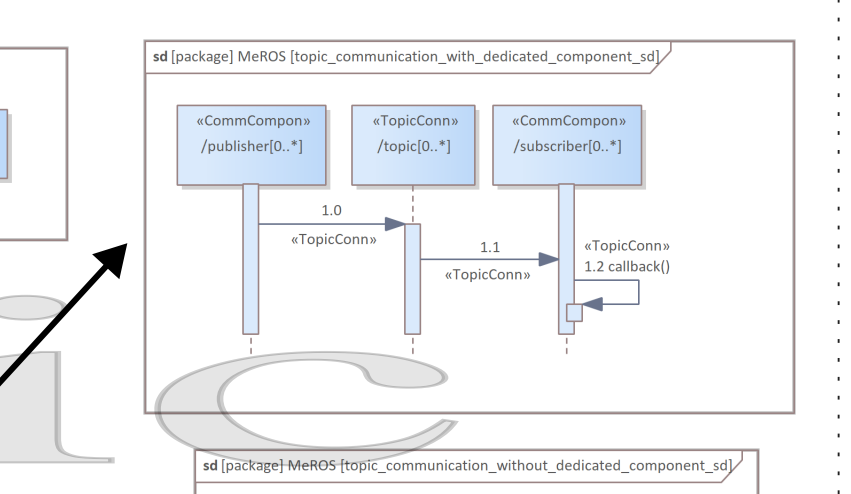 sd [package] MeROS [topic_communication_with_dedicated_component_sd]
«CommCompon»
/publisher[0..*]
«TopicConn»
/topic[0..*]
«CommCompon»
/subscriber[0..*]
1.0
«TopicConn»
1.1
«TopicConn»
«TopicConn»
1.2 callback()
sd [package] MeROS [topic_communication_without_dedicated_component_sd]